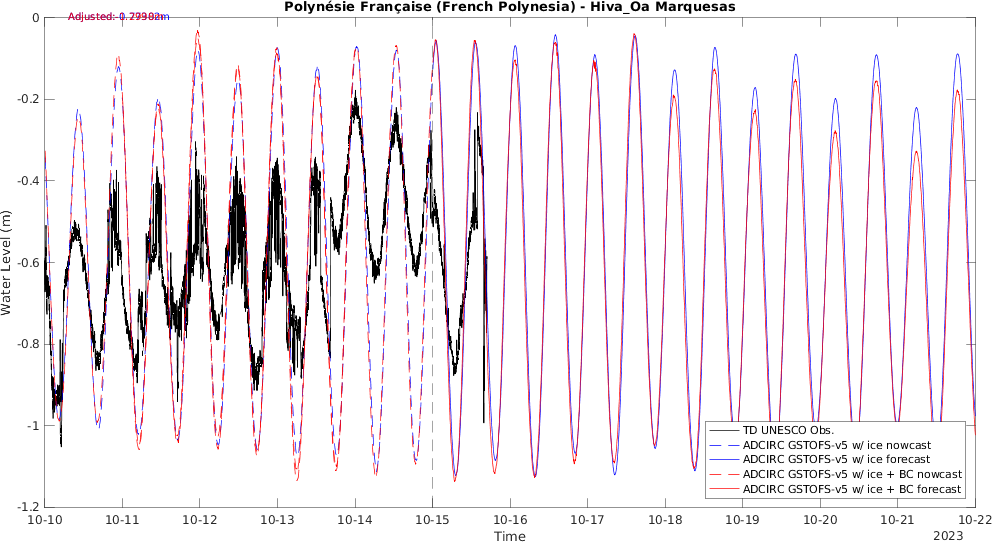 Polynésie Française (French Polynesia) - Hiva_Oa Marquesas
Adjusted:
0
-0.2
-0.4
-0.6
-0.8
-1
-1.2
Water Level (m)
TD UNESCO Obs.
ADCIRC GSTOFS-v5 w/ ice nowcast
ADCIRC GSTOFS-v5 w/ ice forecast
ADCIRC GSTOFS-v5 w/ ice + BC nowcast
ADCIRC GSTOFS-v5 w/ ice + BC forecast
10-10 10-11 10-12 10-13 10-14 10-15 10-16 10-17 10-18 10-19 10-20 10-21 10-22
Time
2023